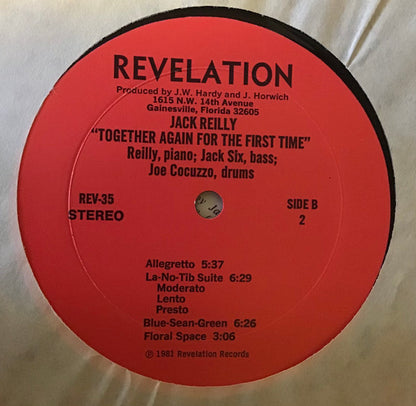 REVELATION
Produced by J.W. Hardy and J. Horwich
1615 N.W. 14th Avenue
Gainesville, Florida 32605
JACK REILLY
"TOGETHER AGAIN FOR THE FIRST TIME"
Reilly, piano; Jack Six, bass;
Joe Cocuzzo, drums
REV-35
STEREO
SIDE B
2
Allegretto 5:37
La-No-Tib Suite 6:29
Moderato
Lento
Presto
Blue-Sean-Green 6:26
Floral Space 3:06
℗ 1981 Revelation Records